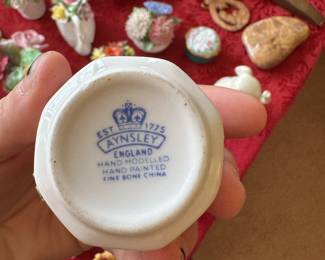 EST 1775
AYNSLEY
ENGLAND
HAND MODELLED
HAND PAINTED
FINE BONE CHINA